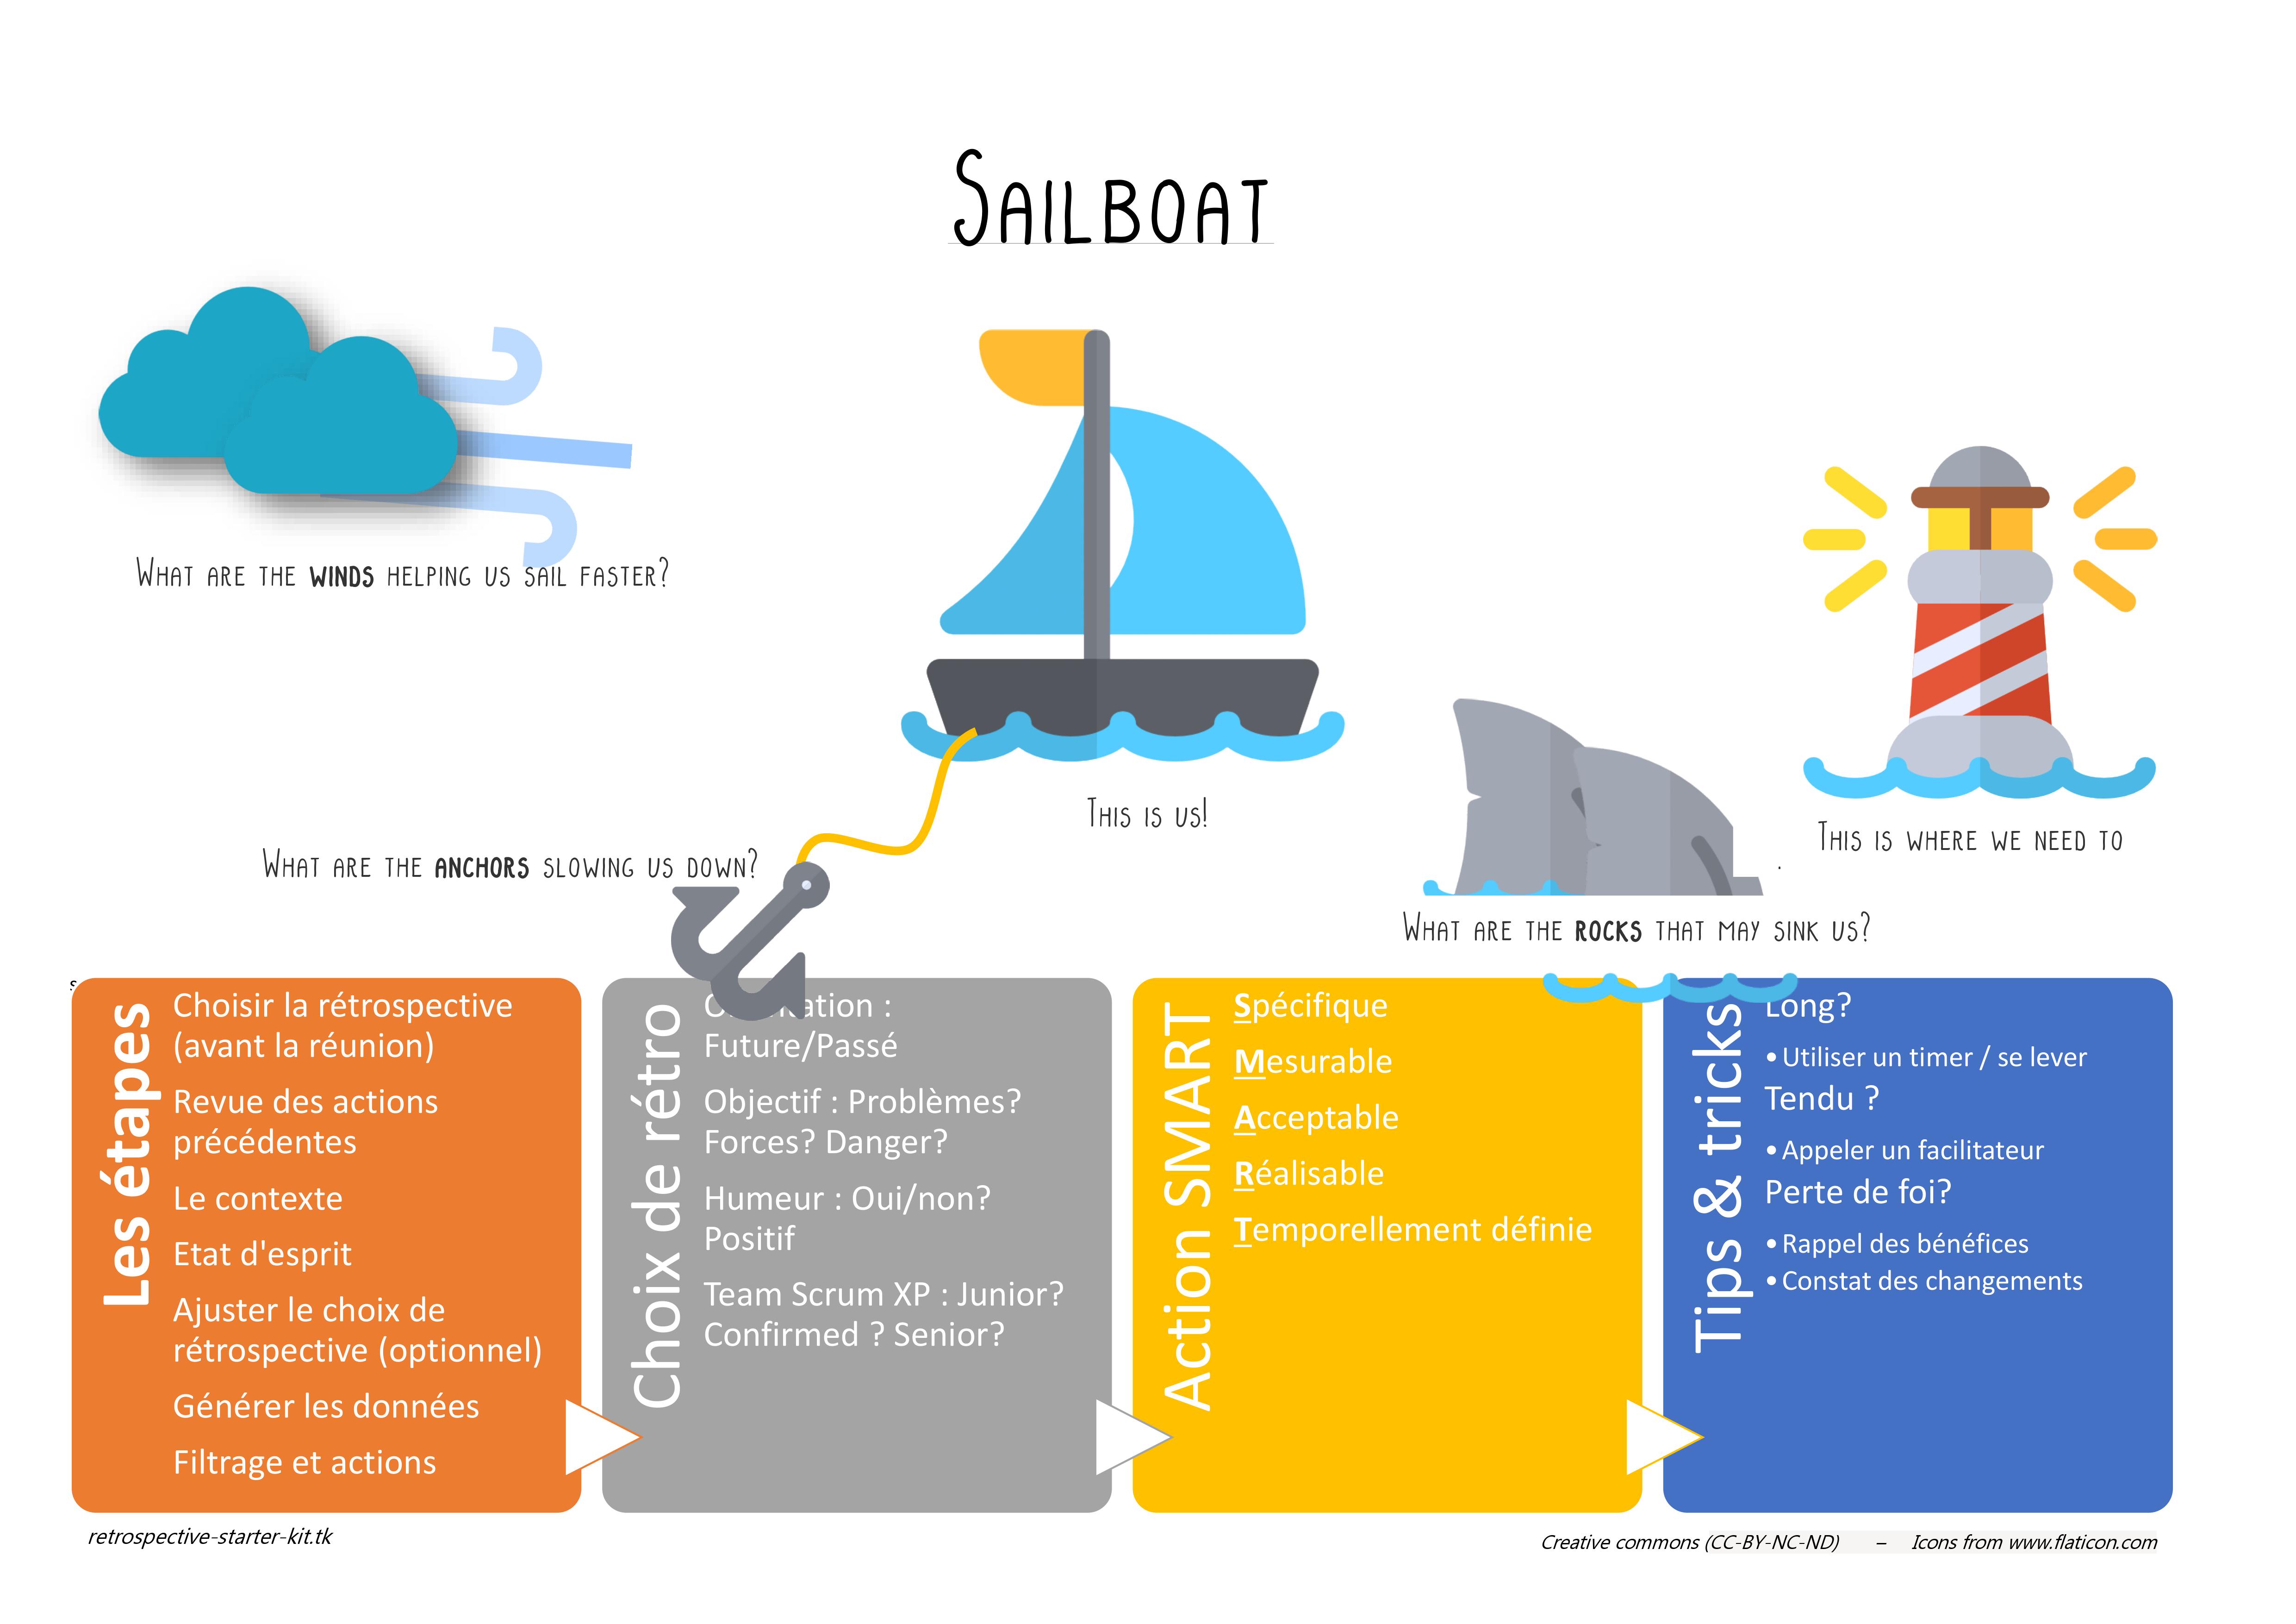 Sailboat
What are the winds helping us sail faster?
This is us!
This is where we need to
What are the anchors slowing us down?
.
What are the rocks that may sink us?
s
Les étapes
Choisir la rétrospective
(avant la réunion)
Revue des actions
précédentes
Le contexte
Etat d'esprit
Ajuster le choix de
rétrospective (optionnel)
Générer les données
Filtrage et actions
Choix de rétro
:
Future/Passé
Objectif : Problèmes?
Forces? Danger?
Humeur : Oui/non?
Positif
Team Scrum XP : Junior?
Confirmed ? Senior?
Action SMART
Spécifique
Mesurable
Acceptable
Réalisable
Temporellement définie
Tips & tricks
Long?
• Utiliser un timer / se lever
Tendu ?
• Appeler un facilitateur
Perte de foi?
• Rappel des bénéfices
• Constat des changements
retrospective-starter-kit.tk
Creative commons (CC-BY-NC-ND) – Icons from www.flaticon.com